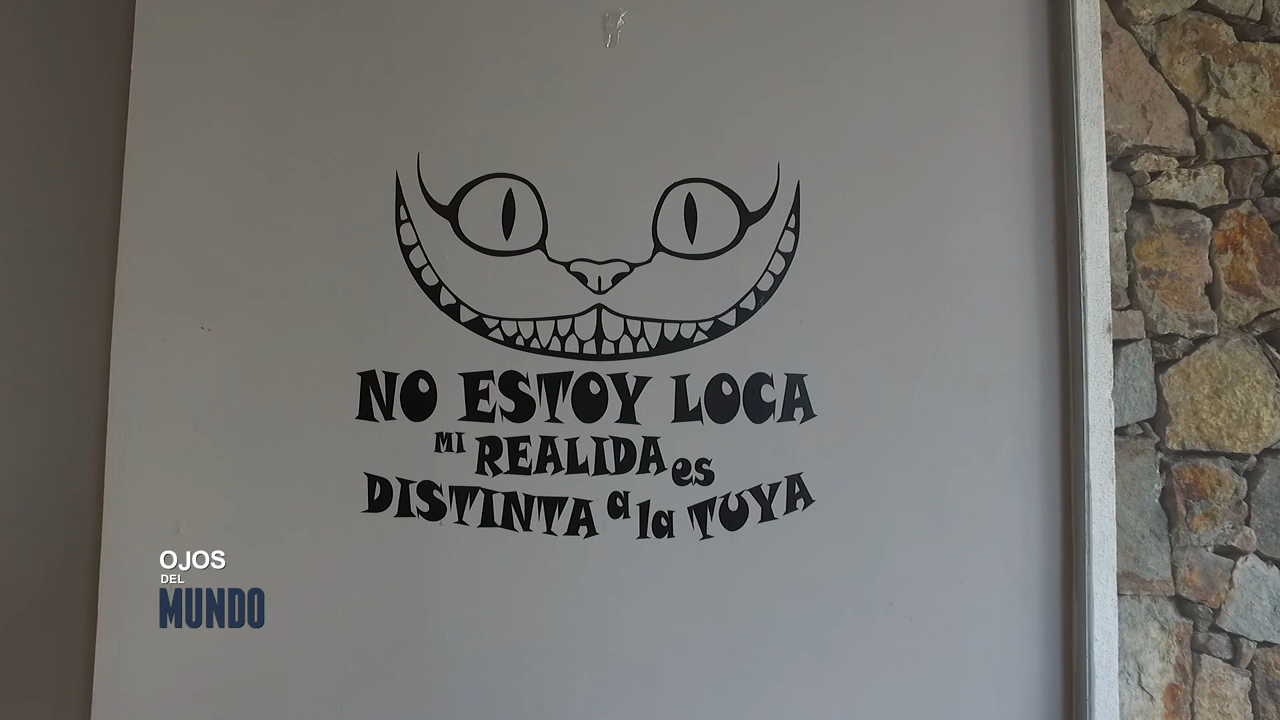 NO ESTOY LOCA
MI REALIDA es
DISTINTA a la TUYA
OJOS
DEL
MUNDO